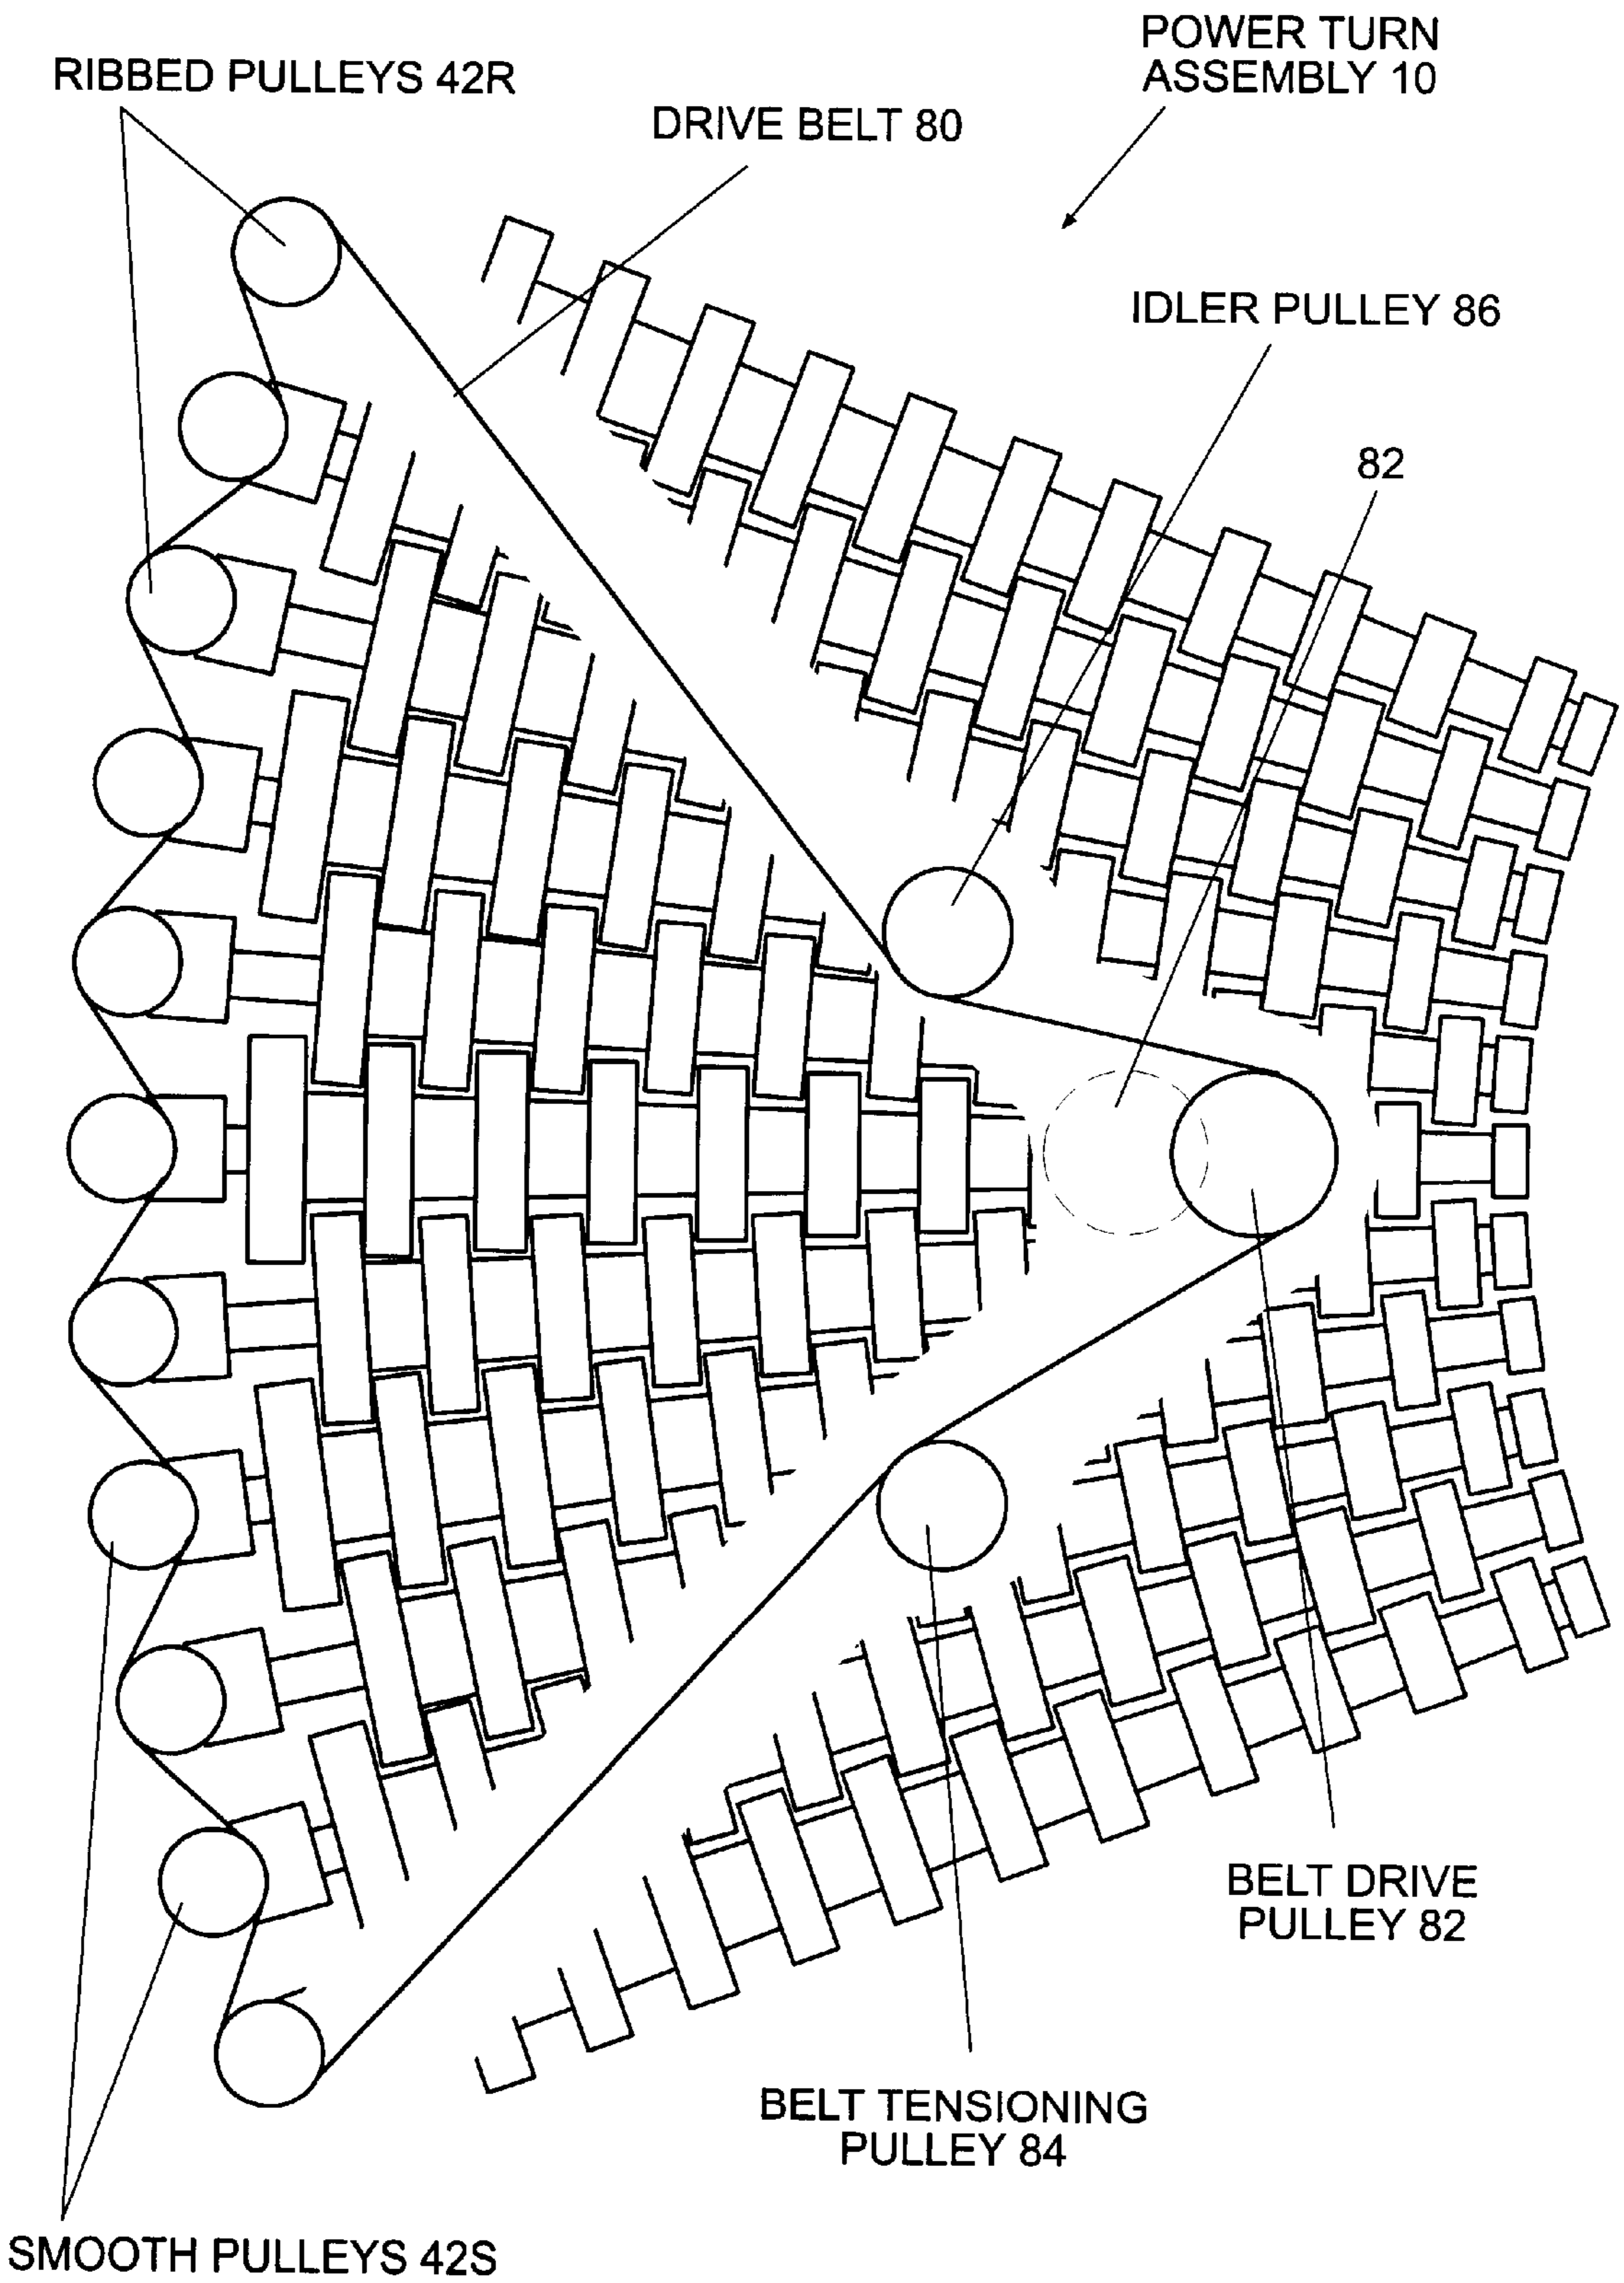 POWER TURN
ASSEMBLY 10
RIBBED PULLEYS 42R
DRIVE BELT 80
IDLER PULLEY 86
82
BELT DRIVE
PULLEY 82
BELT TENSIONING
PULLEY 84
SMOOTH PULLEYS 42S